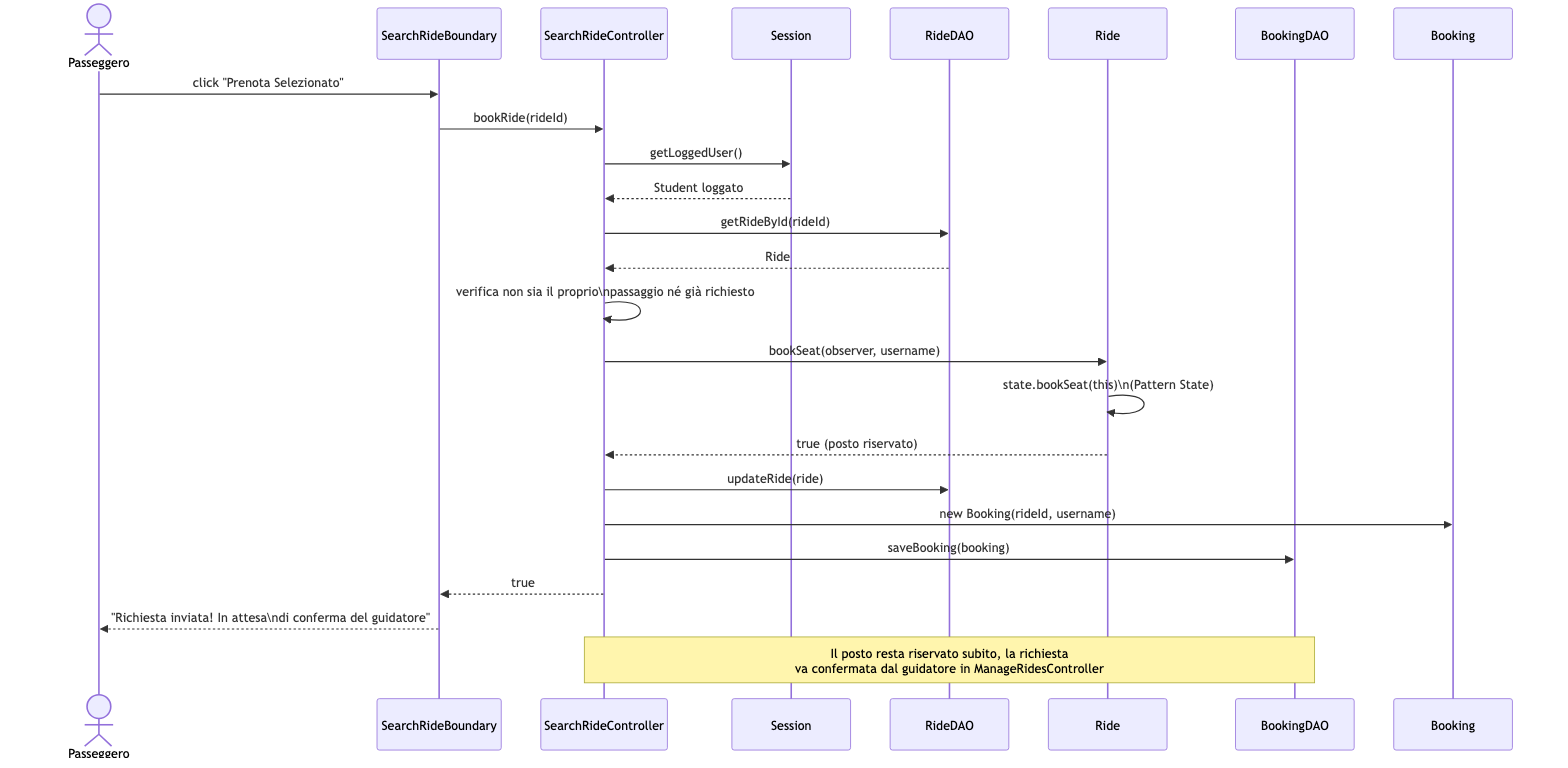 Passeggero
SearchRideBoundary
SearchRideController
Session
RideDAO
Ride
BookingDAO
Booking
click "Prenota Selezionato"
bookRide(rideId)
getLoggedUser()
Student loggato
getRideById(rideId)
Ride
verifica non sia il proprio\npassaggio né già richiesto
bookSeat(observer, username)
state.bookSeat(this)\n(Pattern State)
true (posto riservato)
updateRide(ride)
new Booking(rideId, username)
saveBooking(booking)
true
"Richiesta inviata! In attesa\ndi conferma del guidatore"
Il posto resta riservato subito, la richiesta
va confermata dal guidatore in ManageRidesController
Passeggero
SearchRideBoundary
SearchRideController
Session
RideDAO
Ride
BookingDAO
Booking